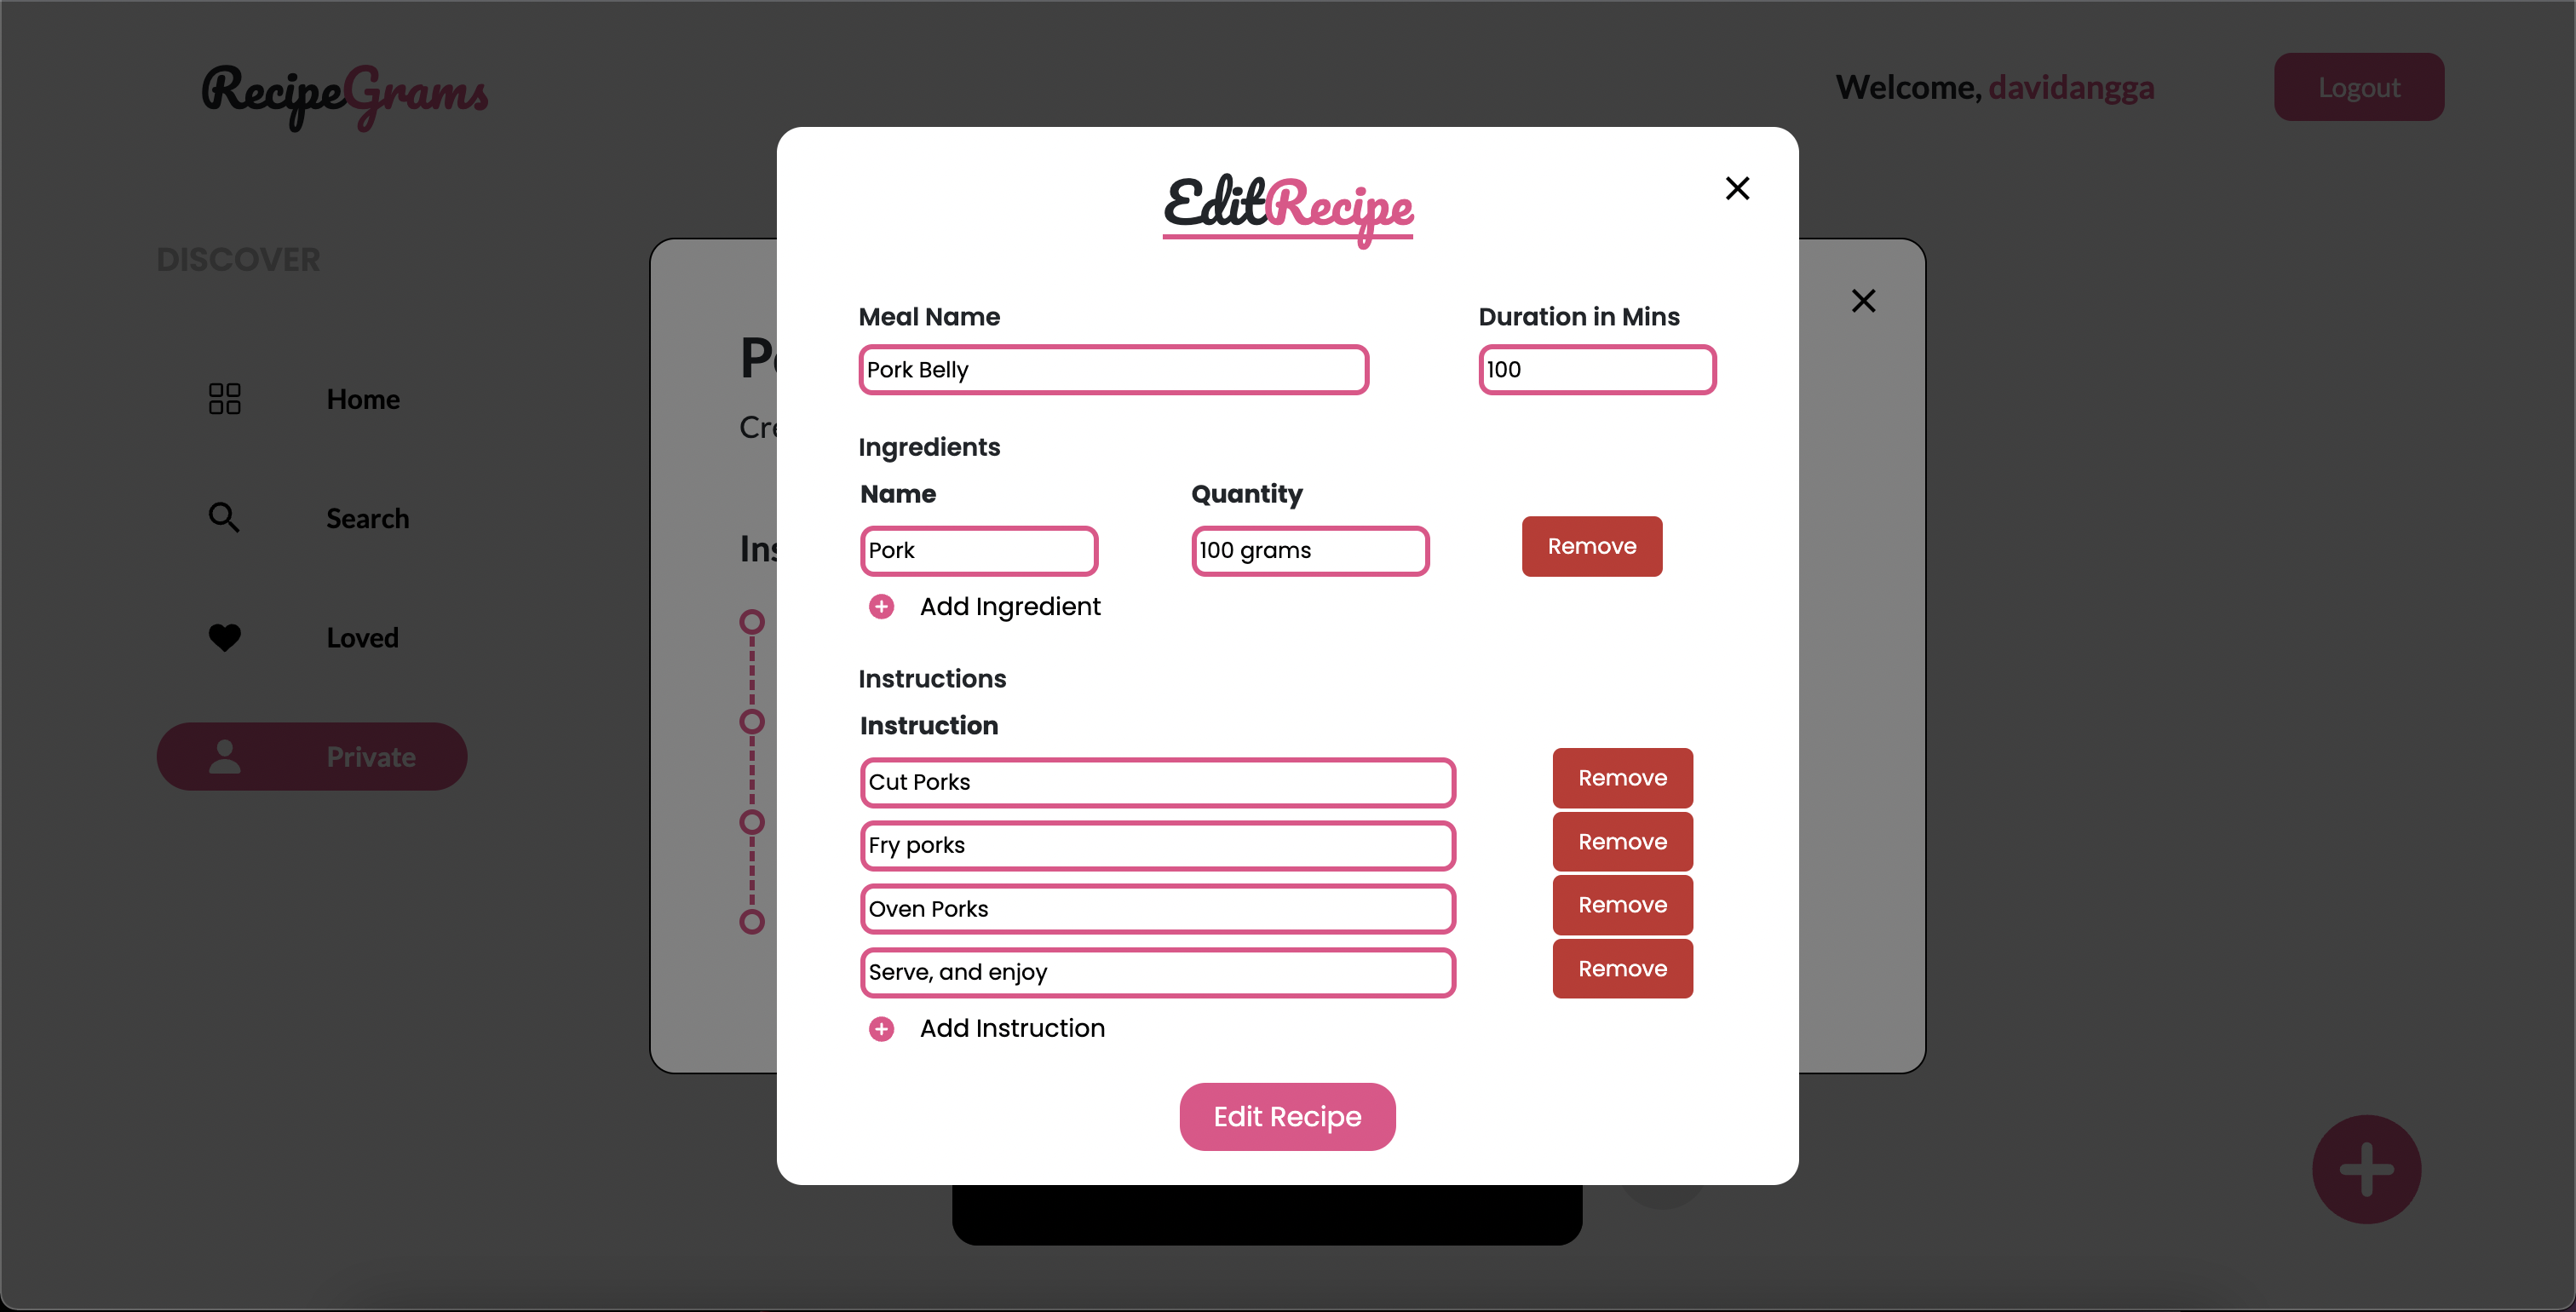 RecipeGrams
Welcome, davidangga
Logout
DISCOVER
Home
Search
Loved
Private
EditRecipe
Meal Name
Duration in Mins
Pork Belly
100
Ingredients
Name
Quantity
Pork
100 grams
Remove
Add Ingredient
Instructions
Instruction
Cut Porks
Remove
Fry porks
Remove
Oven Porks
Remove
Serve, and enjoy
Remove
Add Instruction
Edit Recipe